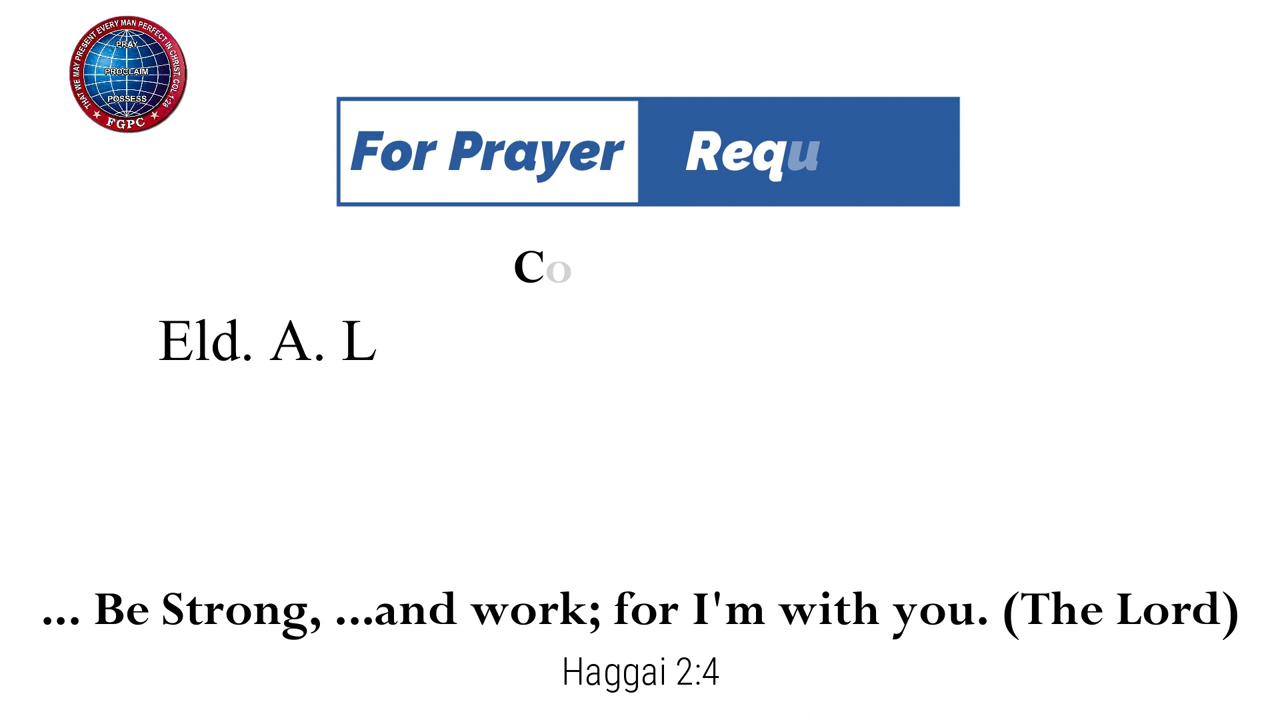 THAT WE MAY PRESENT EVERY MAN PERFECT IN CHRIST. COL 1:28
PRAY
PROCLAIM
POSSESS
FGPC
For Prayer Requ
Co
Eld. A. L
... Be Strong, ...and work; for I'm with you. (The Lord)
Haggai 2:4